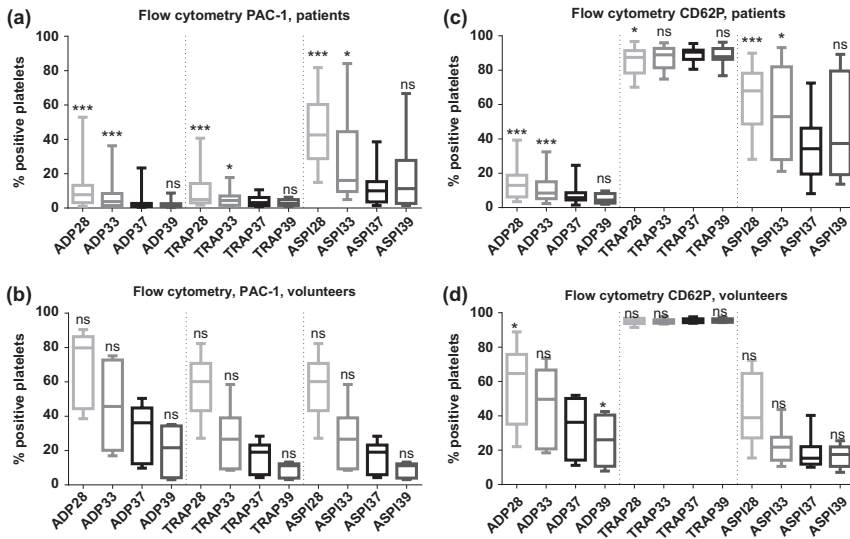 (a)
Flow cytometry PAC-1, patients
% positive platelets
100
80
60
40
20
0
*** *** ns *** * ns *** * ns
ADP28 ADP33 ADP37 ADP39 TRAP28 TRAP33 TRAP37 TRAP39 ASPI28 ASPI33 ASPI37 ASPI39
(c)
Flow cytometry CD62P, patients
% positive platelets
100
80
60
40
20
0
*** *** ns * ns ns *** * ns
ADP28 ADP33 ADP37 ADP39 TRAP28 TRAP33 TRAP37 TRAP39 ASPI28 ASPI33 ASPI37 ASPI39
(b)
Flow cytometry, PAC-1, volunteers
% positive platelets
100
80
60
40
20
0
ns ns ns ns ns ns ns ns ns
ADP28 ADP33 ADP37 ADP39 TRAP28 TRAP33 TRAP37 TRAP39 ASPI28 ASPI33 ASPI37 ASPI39
(d)
Flow cytometry CD62P, volunteers
% positive platelets
100
80
60
40
20
0
* ns * ns ns ns ns ns ns
ADP28 ADP33 ADP37 ADP39 TRAP28 TRAP33 TRAP37 TRAP39 ASPI28 ASPI33 ASPI37 ASPI39